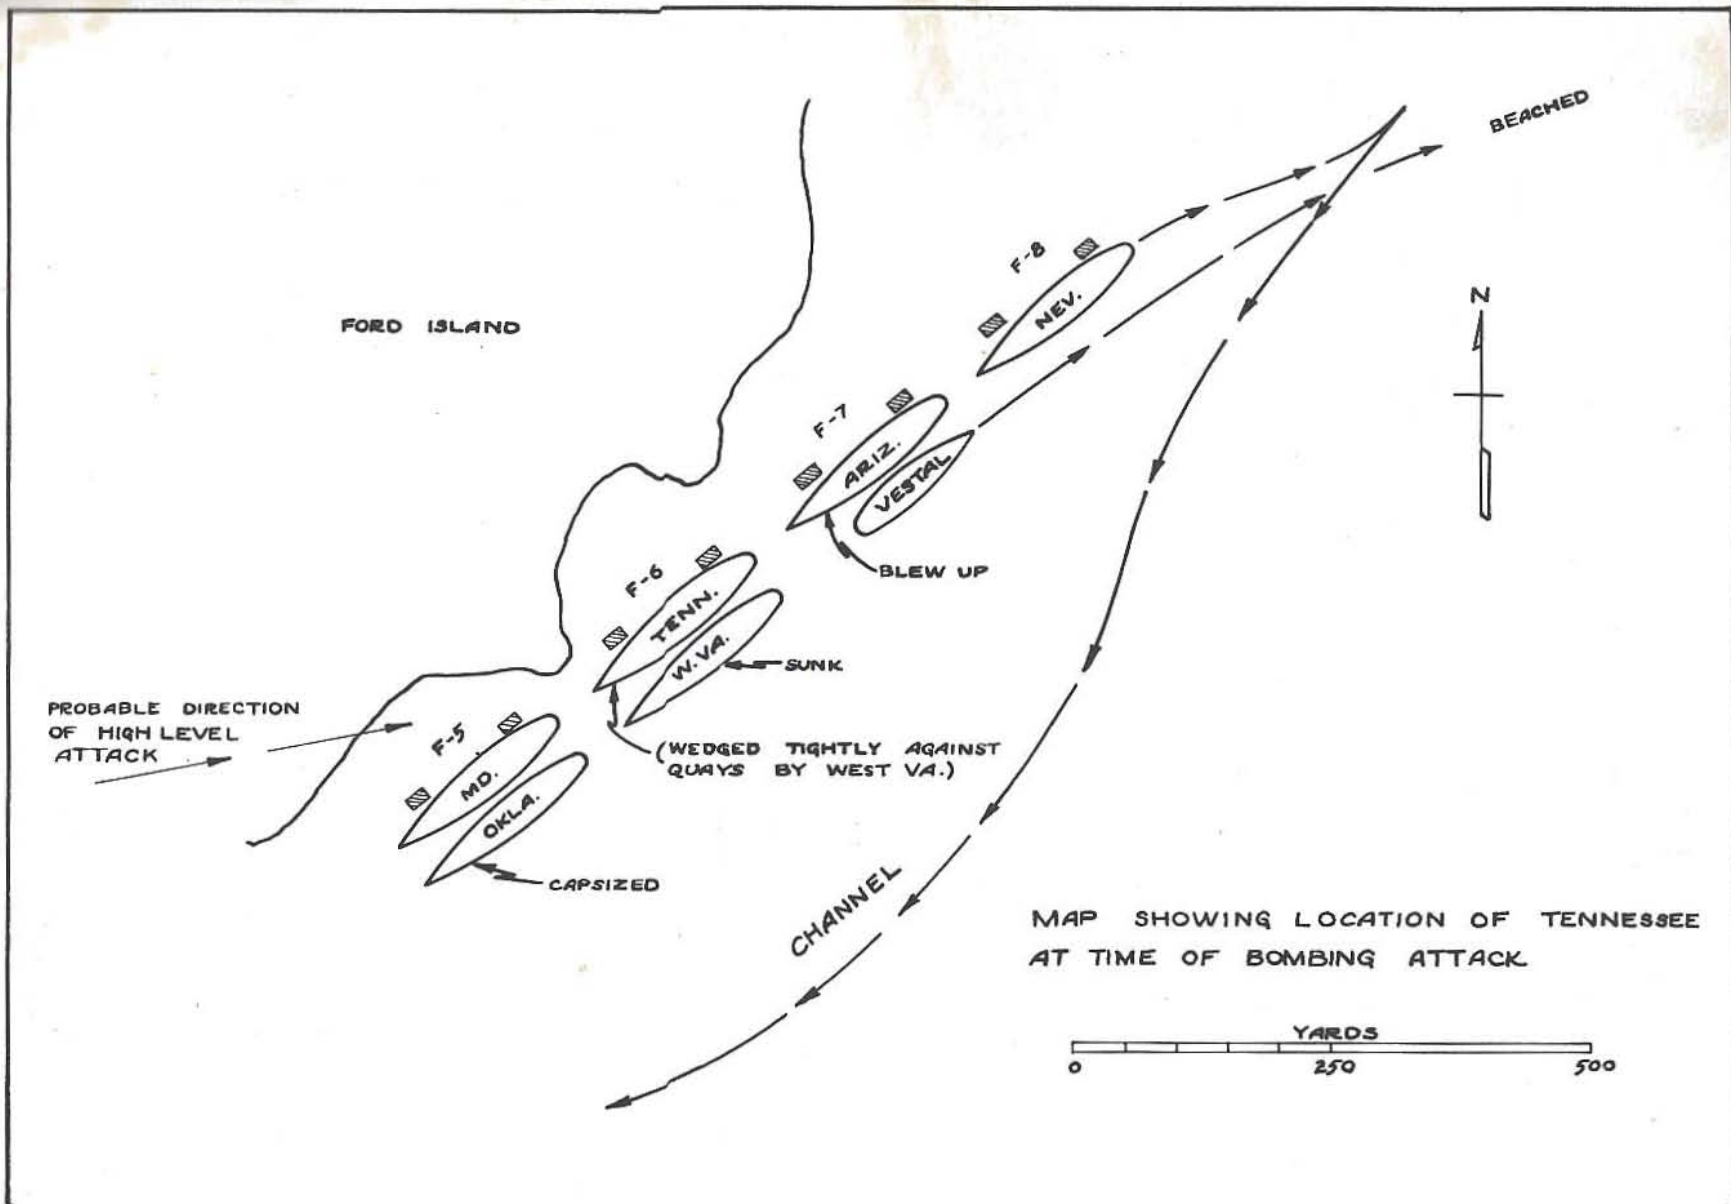 BEACHED
F-8
NEV.
N
FORD ISLAND
F-7
ARIZ.
VESTAL
BLEW UP
F-6
TENN.
W. VA.
SUNK
PROBABLE DIRECTION
OF HIGH LEVEL
ATTACK
F-5
MD.
OKLA.
(WEDGED TIGHTLY AGAINST
QUAYS BY WEST VA.)
CAPSIZED
CHANNEL
MAP SHOWING LOCATION OF TENNESSEE
AT TIME OF BOMBING ATTACK
YARDS
0 250 500